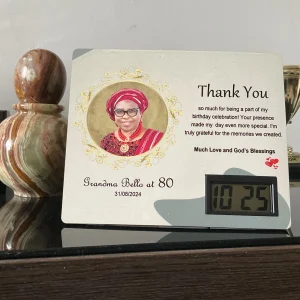 Thank You
so much for being a part of my
birthday celebration! Your presence
made my day even more special. I'm
truly grateful for the memories we created.
Much Love and God's Blessings
Grandma Bello at 80
31/08/2024
10:25